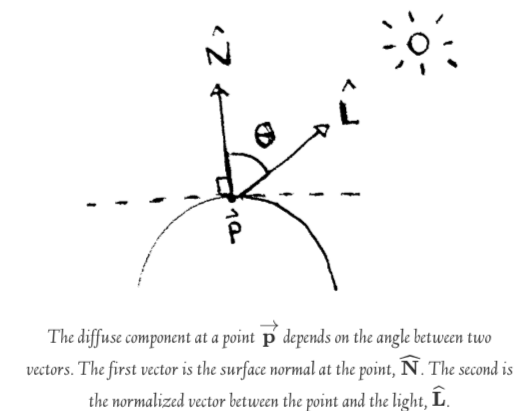 N̂
L̂
θ
p⃗
The diffuse component at a point p⃗ depends on the angle between two
vectors. The first vector is the surface normal at the point, N̂. The second is
the normalized vector between the point and the light, L̂.